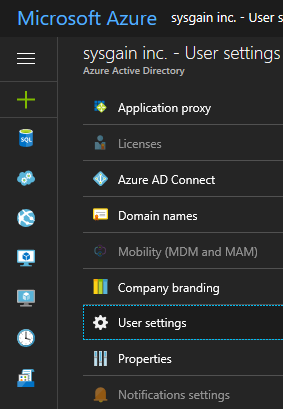 Microsoft Azure sysgain inc. - User s
sysgain inc. - User settings
Azure Active Directory
Application proxy
SQL
Licenses
Azure AD Connect
Domain names
Mobility (MDM and MAM)
Company branding
User settings
Properties
Notifications settings